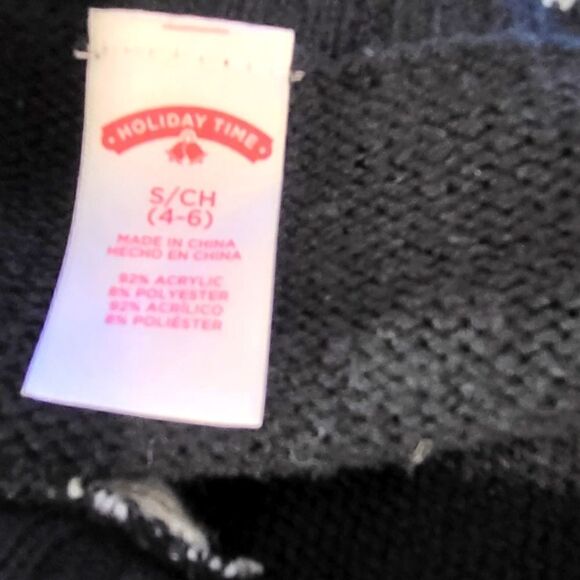 HOLIDAY TIME
S/CH
(4-6)
MADE IN CHINA
HECHO EN CHINA
92% ACRYLIC
8% POLYESTER
92% ACRÍLICO
8% POLIÉSTER